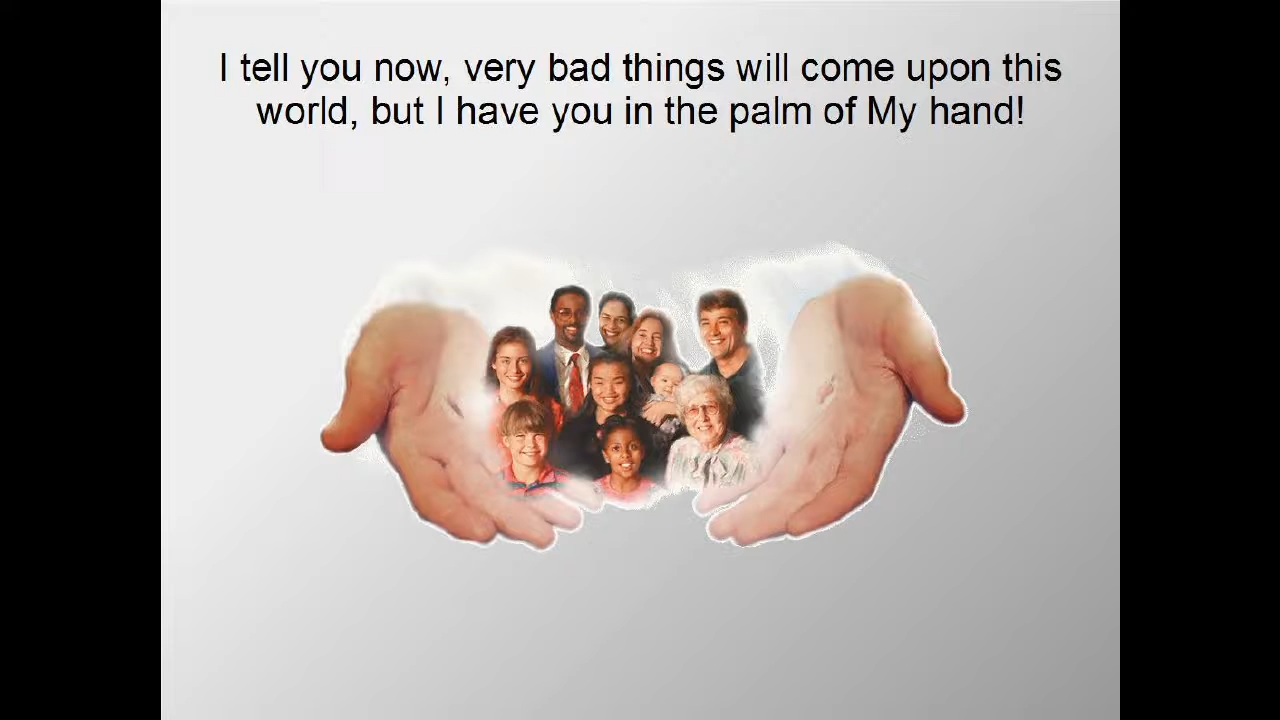 I tell you now, very bad things will come upon this
world, but I have you in the palm of My hand!